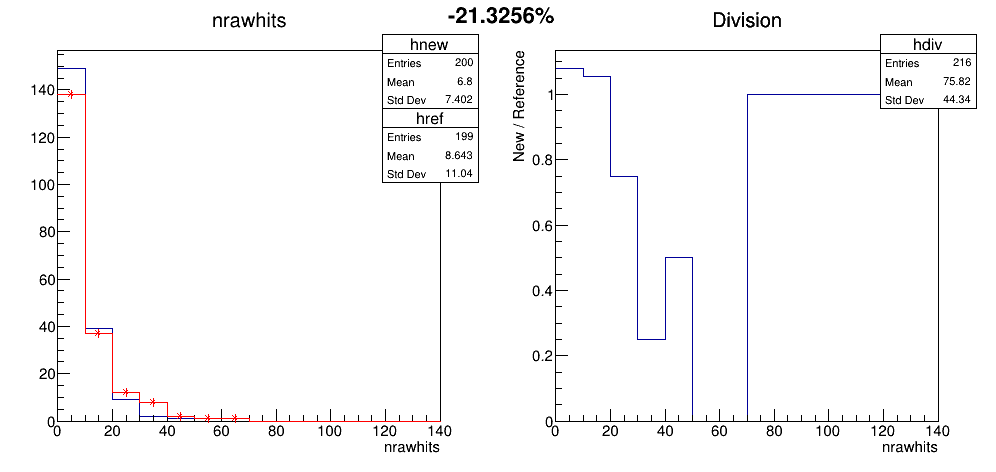 -21.3256%
nrawhits
hnew
Entries 200
Mean 6.8
Std Dev 7.402
href
Entries 199
Mean 8.643
Std Dev 11.04
140
120
100
80
60
40
20
0
0 20 40 60 80 100 120 140
nrawhits
Division
hdiv
Entries 216
Mean 75.82
Std Dev 44.34
New / Reference
1
0.8
0.6
0.4
0.2
0
0 20 40 60 80 100 120 140
nrawhits